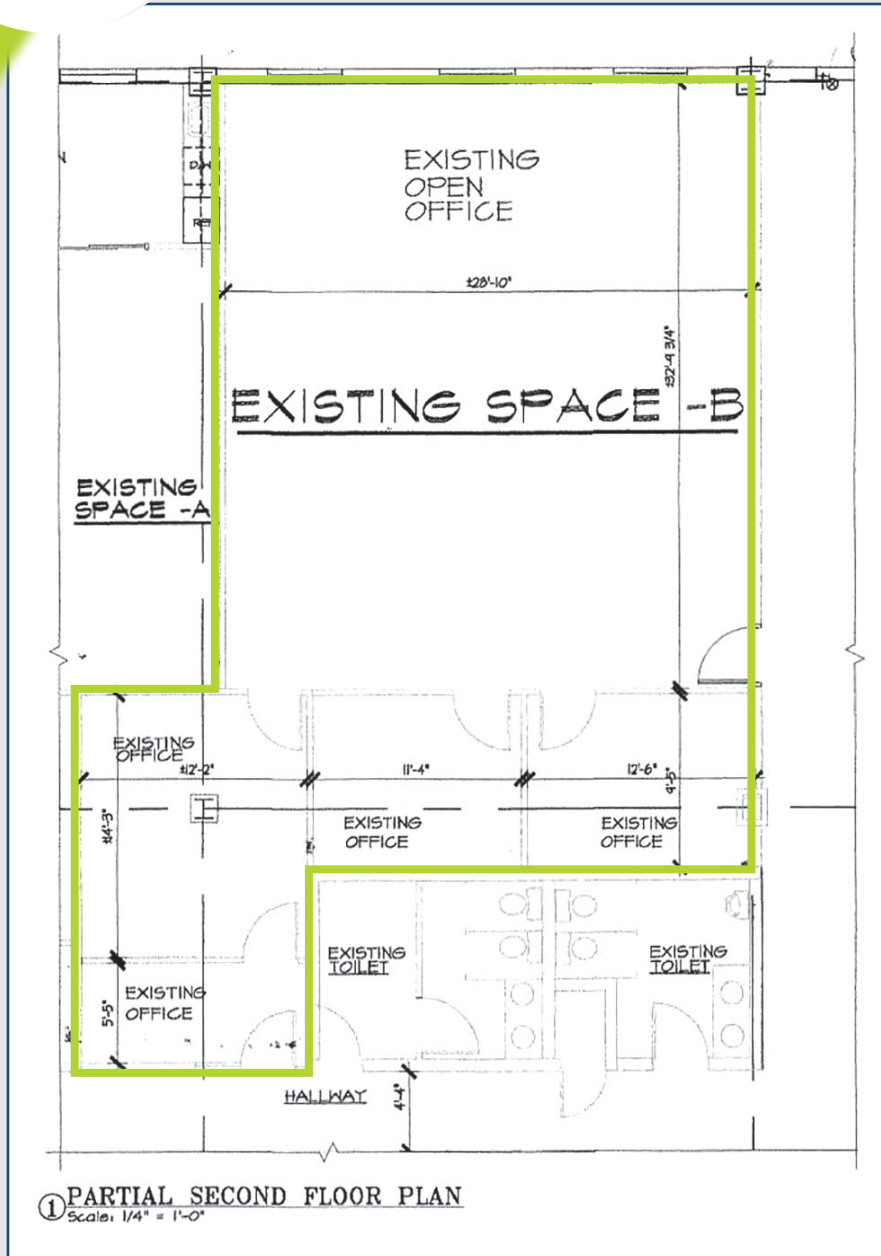 EXISTING
OPEN
OFFICE
±28'-10"
±32'-9 3/4"
EXISTING SPACE -B
EXISTING
SPACE -A
EXISTING
OFFICE
±12'-2"
11'-4"
12'-6"
9'-5"
±14'-3"
EXISTING
OFFICE
EXISTING
OFFICE
EXISTING
TOILET
EXISTING
TOILET
EXISTING
OFFICE
5'-5"
HALLWAY
4'-4"
1 PARTIAL SECOND FLOOR PLAN
Scale: 1/4" = 1'-0"